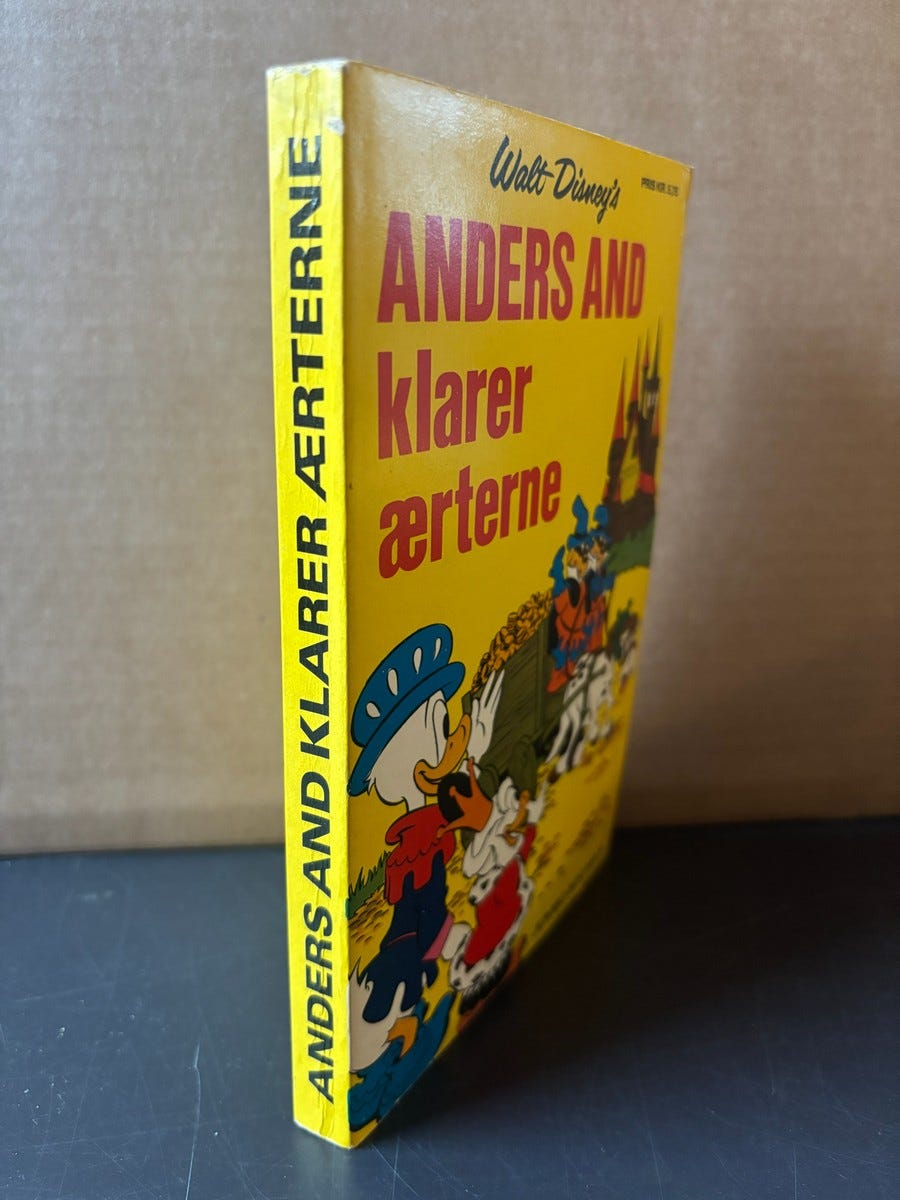 ANDERS AND KLARER ÆRTERNE
Walt Disney's
ANDERS AND
klarer
ærterne